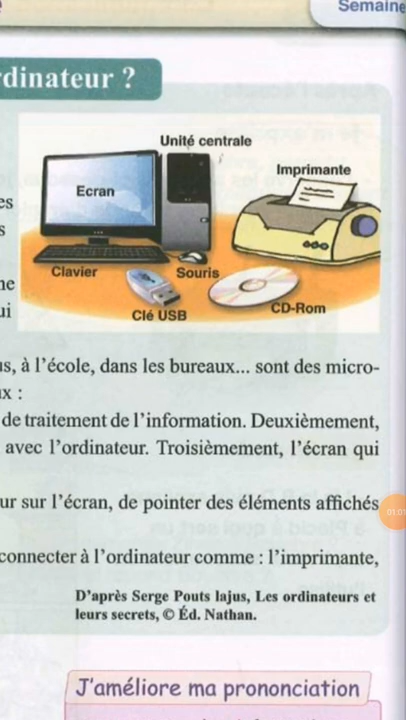 Semaine
rdinateur ?
Unité centrale
Imprimante
Ecran
es
s
Clavier
Souris
ne
ui
Clé USB
CD-Rom
us, à l'école, dans les bureaux... sont des micro-
ux :
de traitement de l'information. Deuxièmement,
avec l'ordinateur. Troisièmement, l'écran qui
ur sur l'écran, de pointer des éléments affichés
connecter à l'ordinateur comme : l'imprimante,
D'après Serge Pouts lajus, Les ordinateurs et
leurs secrets, © Éd. Nathan.
J'améliore ma prononciation